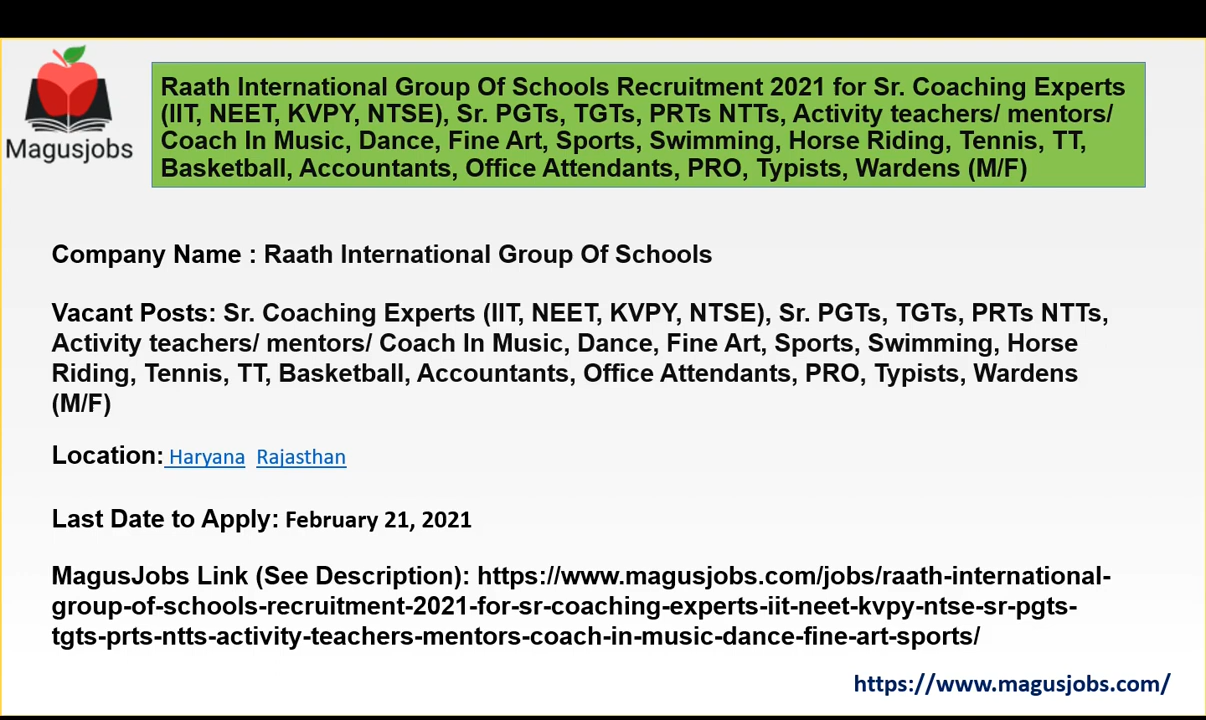 Magusjobs
Raath International Group Of Schools Recruitment 2021 for Sr. Coaching Experts
(IIT, NEET, KVPY, NTSE), Sr. PGTs, TGTs, PRTs NTTs, Activity teachers/ mentors/
Coach In Music, Dance, Fine Art, Sports, Swimming, Horse Riding, Tennis, TT,
Basketball, Accountants, Office Attendants, PRO, Typists, Wardens (M/F)
Company Name : Raath International Group Of Schools
Vacant Posts: Sr. Coaching Experts (IIT, NEET, KVPY, NTSE), Sr. PGTs, TGTs, PRTs NTTs,
Activity teachers/ mentors/ Coach In Music, Dance, Fine Art, Sports, Swimming, Horse
Riding, Tennis, TT, Basketball, Accountants, Office Attendants, PRO, Typists, Wardens
(M/F)
Location: Haryana Rajasthan
Last Date to Apply: February 21, 2021
MagusJobs Link (See Description): https://www.magusjobs.com/jobs/raath-international-
group-of-schools-recruitment-2021-for-sr-coaching-experts-iit-neet-kvpy-ntse-sr-pgts-
tgts-prts-ntts-activity-teachers-mentors-coach-in-music-dance-fine-art-sports/
https://www.magusjobs.com/